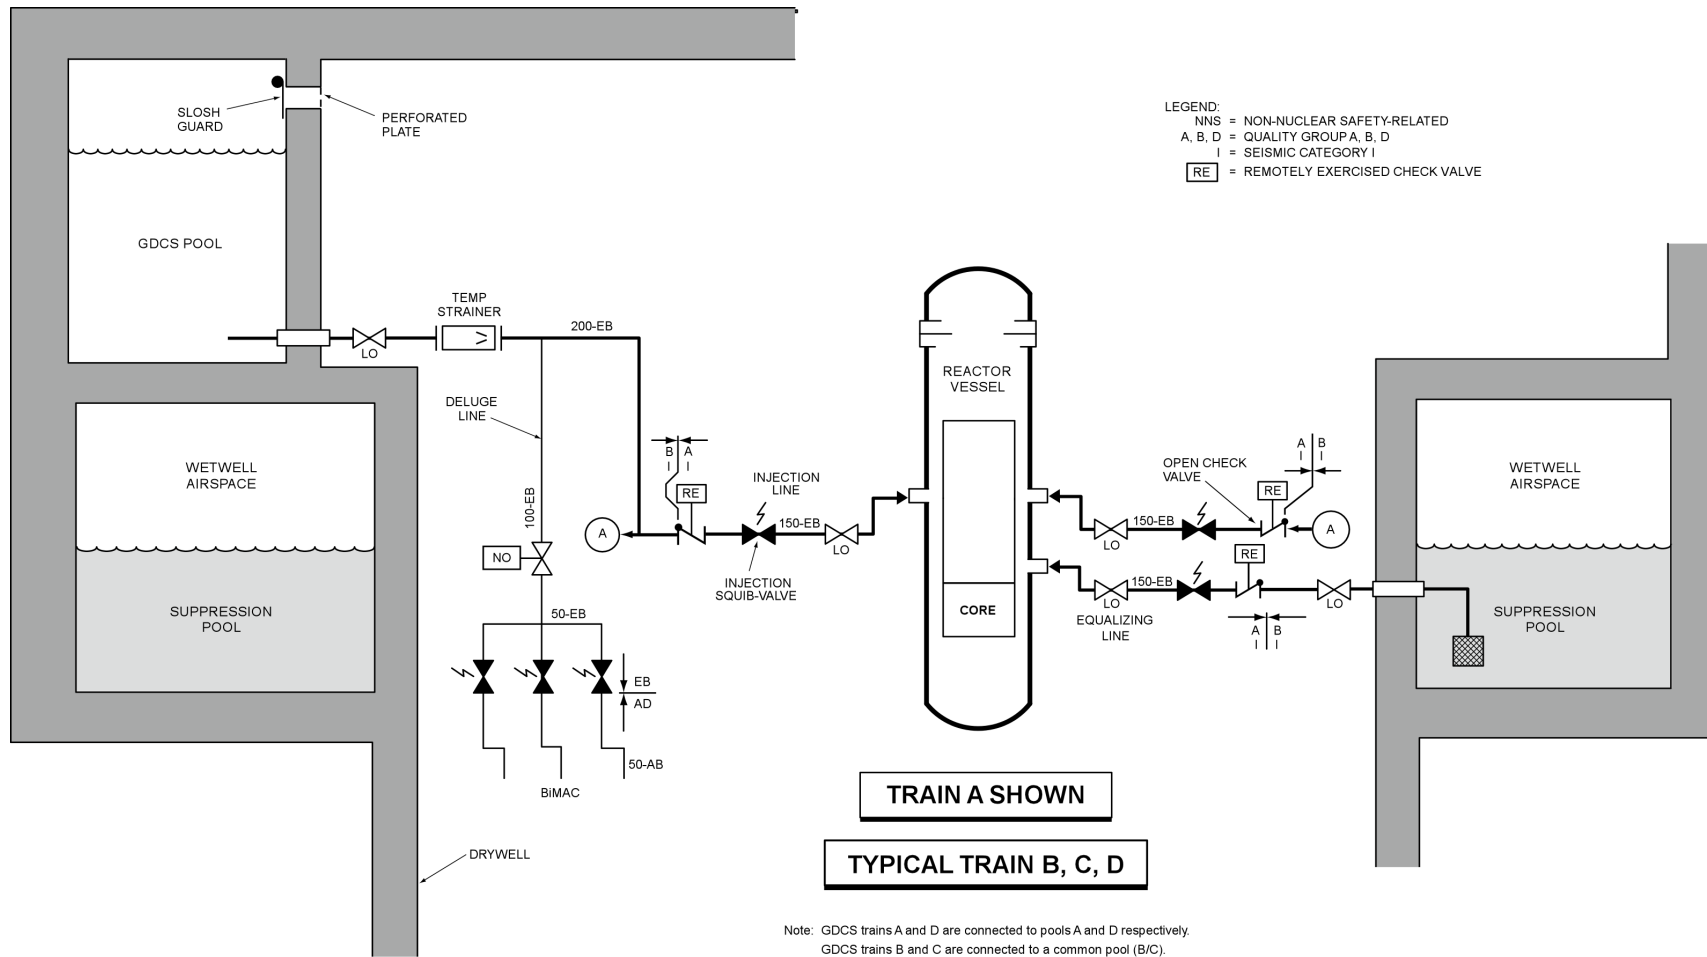 SLOSH
GUARD
PERFORATED
PLATE
LEGEND:
NNS = NON-NUCLEAR SAFETY-RELATED
A, B, D = QUALITY GROUP A, B, D
I = SEISMIC CATEGORY I
RE = REMOTELY EXERCISED CHECK VALVE
GDCS POOL
TEMP
STRAINER
200-EB
LO
DELUGE
LINE
100-EB
NO
50-EB
EB
AD
50-AB
BiMAC
WETWELL
AIRSPACE
SUPPRESSION
POOL
DRYWELL
B A
I I
RE
A
INJECTION
LINE
150-EB
LO
INJECTION
SQUIB-VALVE
REACTOR
VESSEL
CORE
OPEN CHECK
VALVE
A B
I I
RE
150-EB
LO
A
RE
150-EB
LO
LO
EQUALIZING
LINE
A B
I I
WETWELL
AIRSPACE
SUPPRESSION
POOL
TRAIN A SHOWN
TYPICAL TRAIN B, C, D
Note: GDCS trains A and D are connected to pools A and D respectively.
GDCS trains B and C are connected to a common pool (B/C).